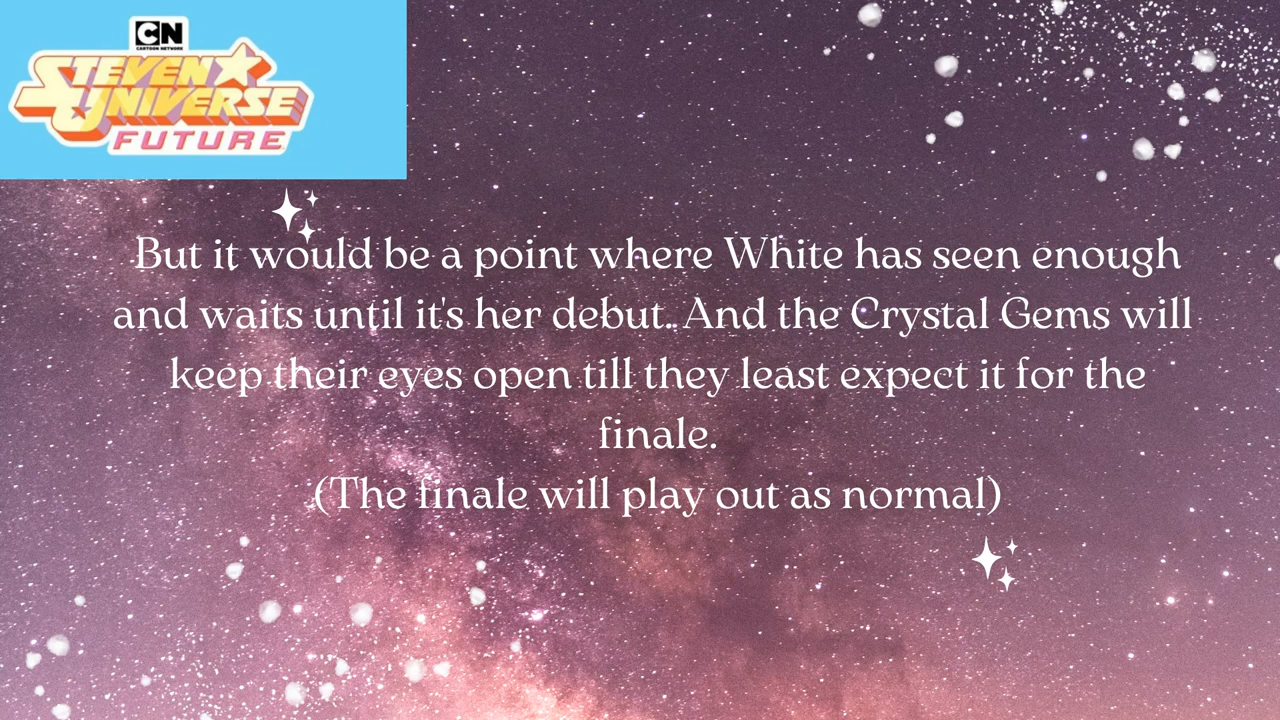 CN
CARTOON NETWORK
STEVEN
UNIVERSE
FUTURE
But it would be a point where White has seen enough
and waits until it's her debut. And the Crystal Gems will
keep their eyes open till they least expect it for the
finale.
(The finale will play out as normal)